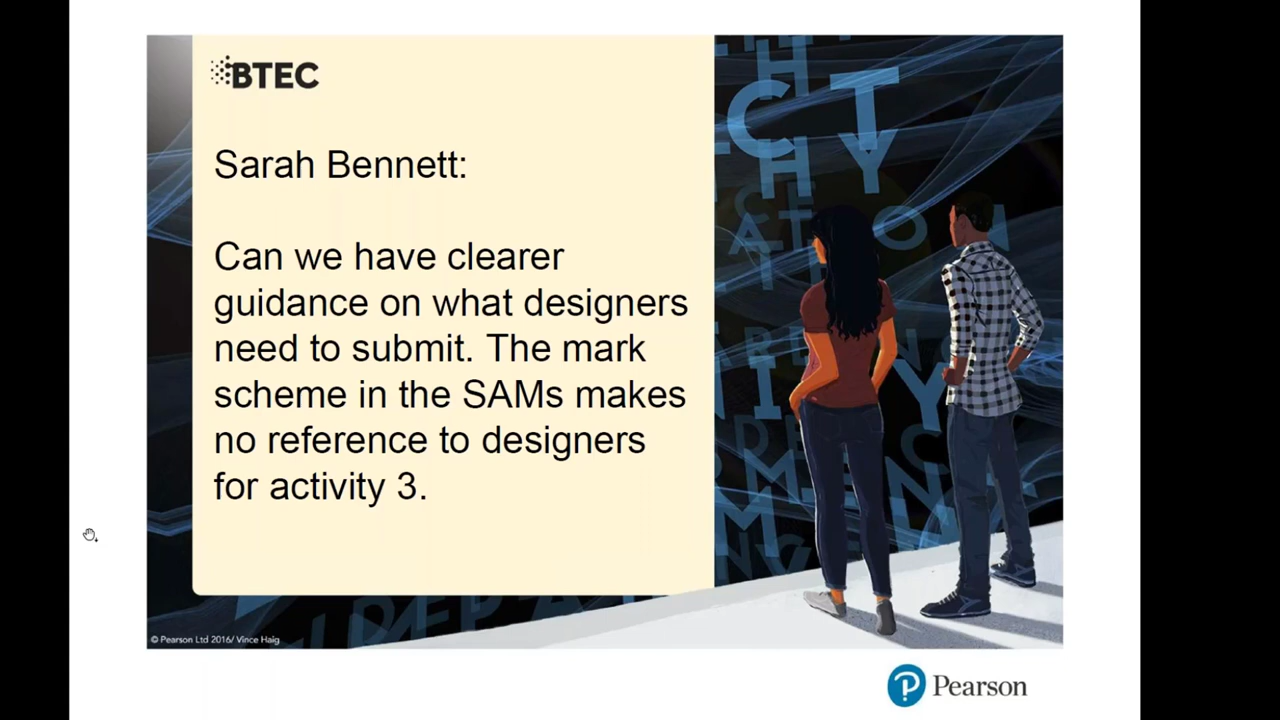 BTEC
Sarah Bennett:
Can we have clearer
guidance on what designers
need to submit. The mark
scheme in the SAMs makes
no reference to designers
for activity 3.
© Pearson Ltd 2016/ Vince Haig
Pearson